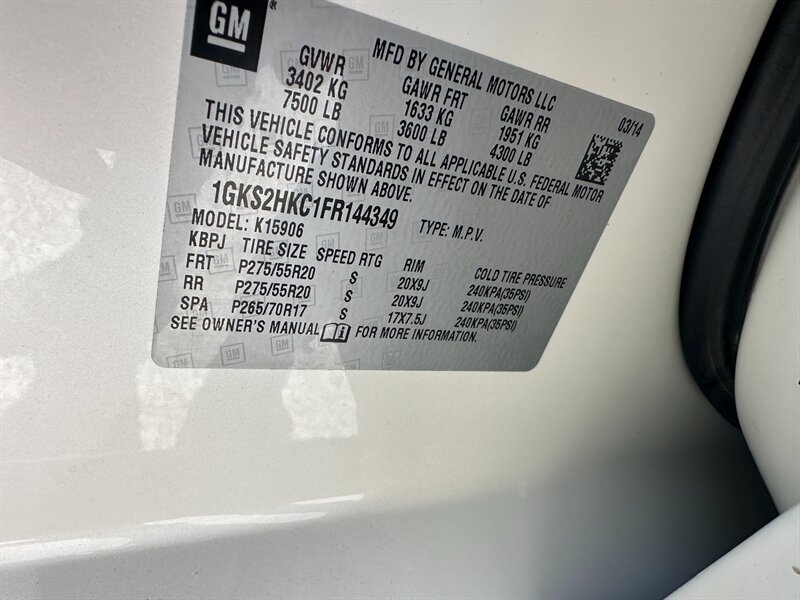 GM
MFD BY GENERAL MOTORS LLC 03/14
GVWR GAWR FRT GAWR RR
3402 KG 1633 KG 1951 KG
7500 LB 3600 LB 4300 LB
THIS VEHICLE CONFORMS TO ALL APPLICABLE U.S. FEDERAL MOTOR
VEHICLE SAFETY STANDARDS IN EFFECT ON THE DATE OF
MANUFACTURE SHOWN ABOVE.
1GKS2HKC1FR144349 TYPE: M.P.V.
MODEL: K15906
KBPJ TIRE SIZE SPEED RTG RIM COLD TIRE PRESSURE
FRT P275/55R20 S 20X9J 240KPA(35PSI)
RR P275/55R20 S 20X9J 240KPA(35PSI)
SPA P265/70R17 S 17X7.5J 240KPA(35PSI)
SEE OWNER'S MANUAL FOR MORE INFORMATION.